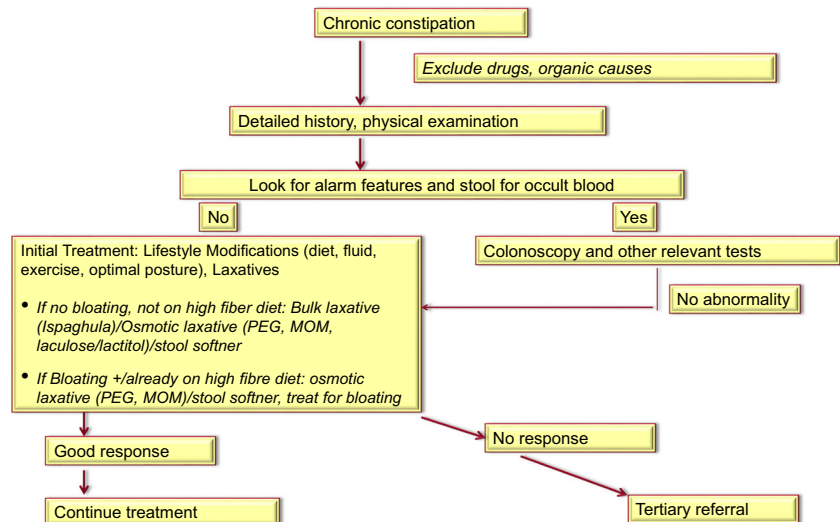 Chronic constipation
Exclude drugs, organic causes
Detailed history, physical examination
Look for alarm features and stool for occult blood
No
Yes
Initial Treatment: Lifestyle Modifications (diet, fluid,
exercise, optimal posture), Laxatives
• If no bloating, not on high fiber diet: Bulk laxative
(Ispaghula)/Osmotic laxative (PEG, MOM,
laculose/lactitol)/stool softner
• If Bloating +/already on high fibre diet: osmotic
laxative (PEG, MOM)/stool softner, treat for bloating
Colonoscopy and other relevant tests
No abnormality
Good response
No response
Continue treatment
Tertiary referral